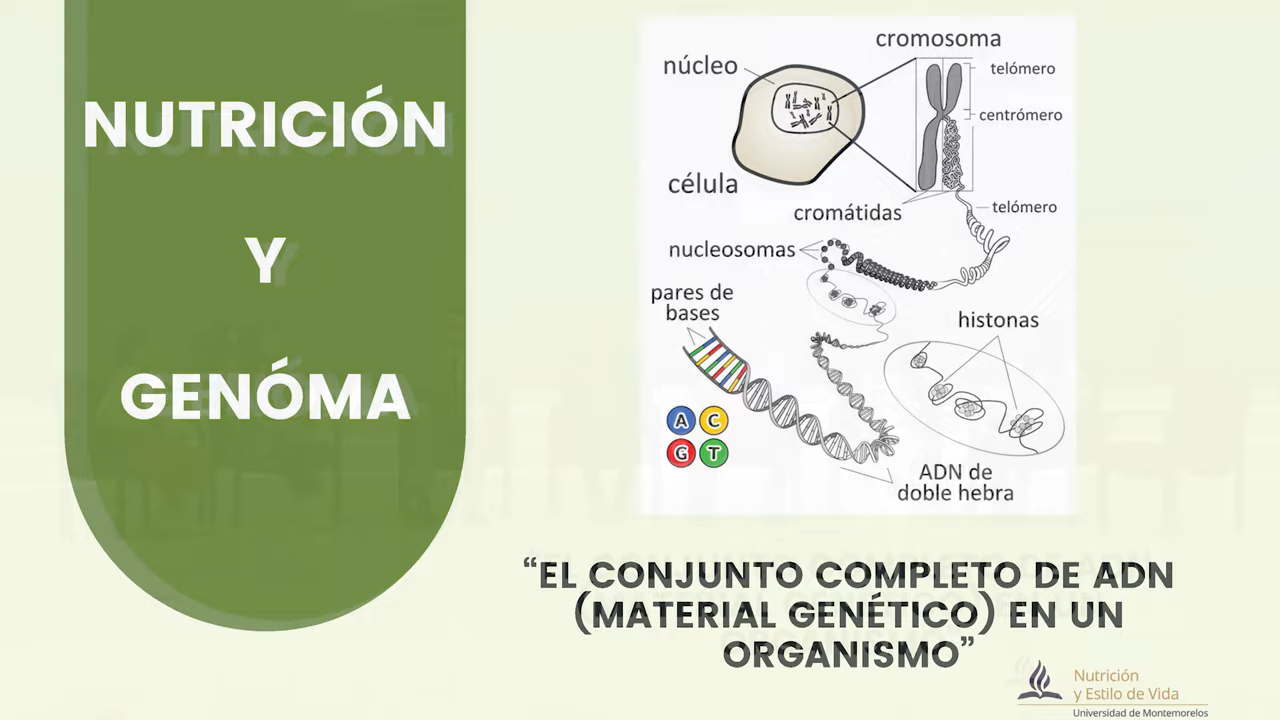 NUTRICIÓN
Y
GENÓMA
cromosoma
núcleo
telómero
centrómero
célula
cromátidas
telómero
nucleosomas
pares de
bases
histonas
A C
G T
ADN de
doble hebra
“EL CONJUNTO COMPLETO DE ADN
(MATERIAL GENÉTICO) EN UN
ORGANISMO”
Nutrición
y Estilo de Vida
Universidad de Montemorelos